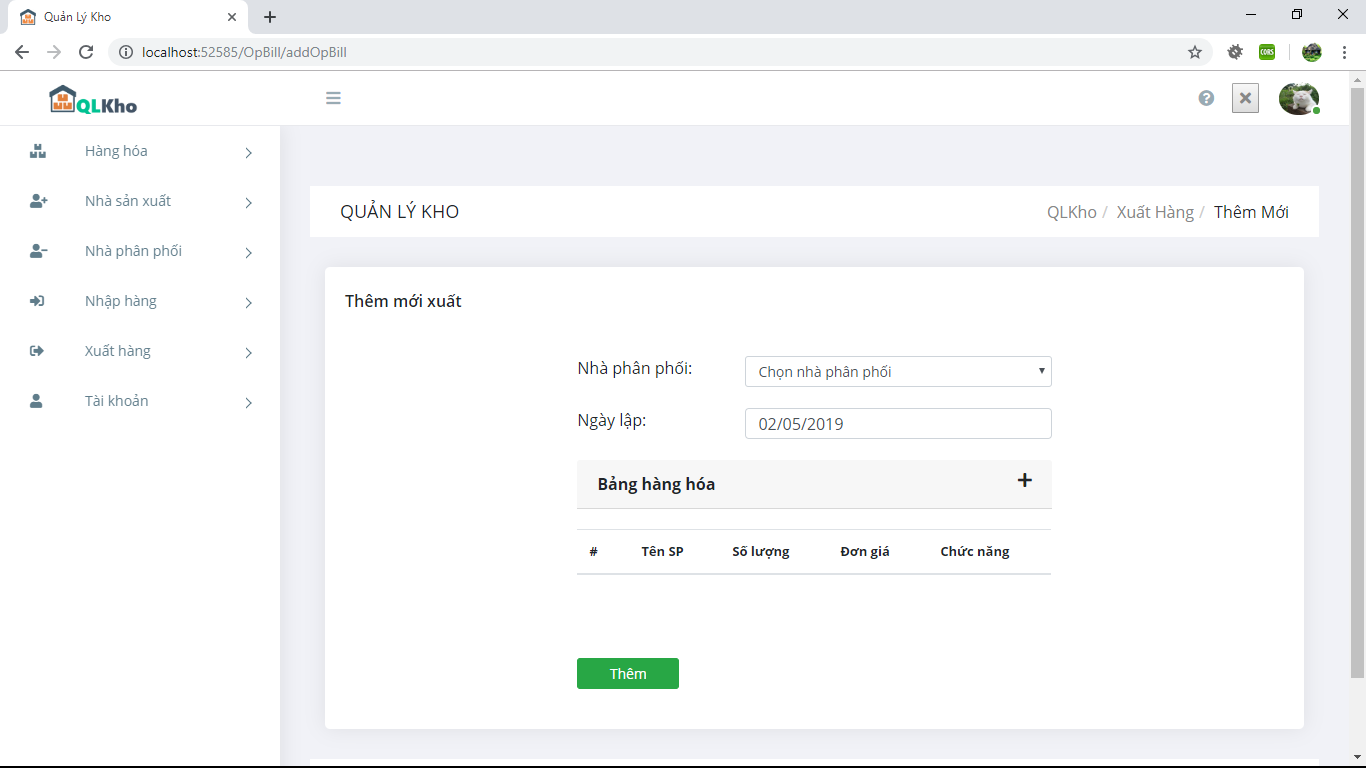 Quản Lý Kho
localhost:52585/OpBill/addOpBill
CORS
QLKho
Hàng hóa
Nhà sản xuất
Nhà phân phối
Nhập hàng
Xuất hàng
Tài khoản
QUẢN LÝ KHO
QLKho / Xuất Hàng / Thêm Mới
Thêm mới xuất
Nhà phân phối: Chọn nhà phân phối
Ngày lập: 02/05/2019
Bảng hàng hóa
# Tên SP Số lượng Đơn giá Chức năng
Thêm